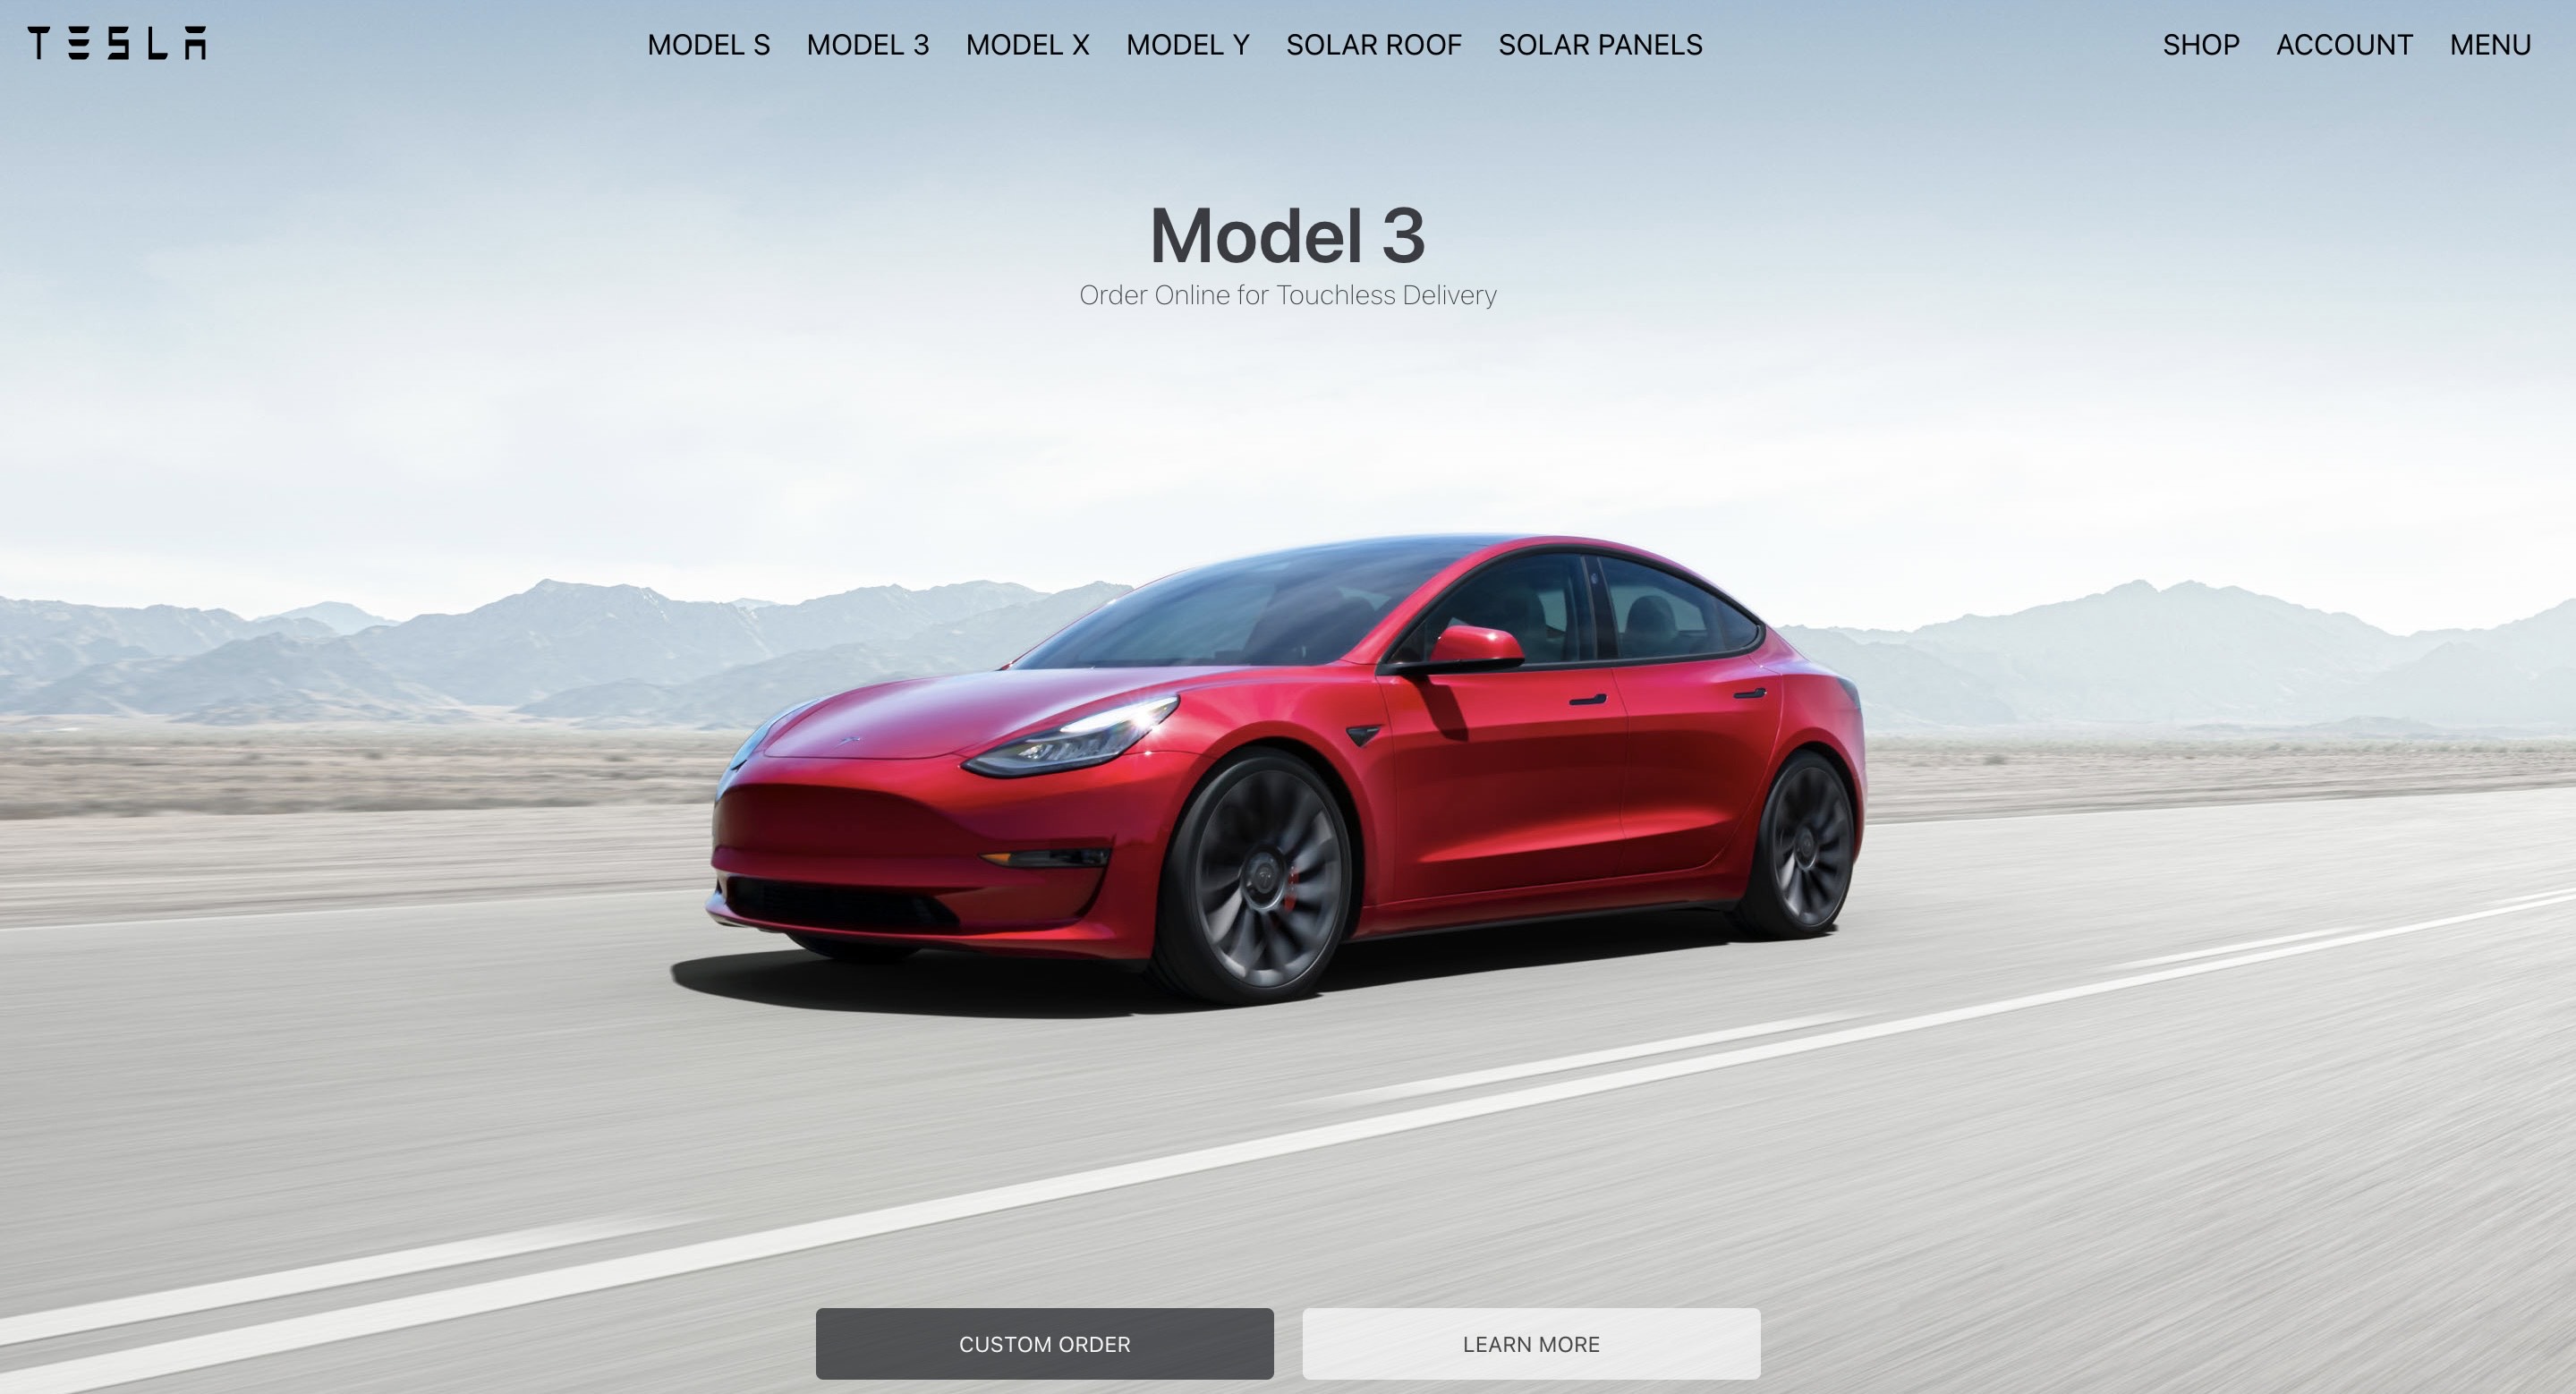 TESLA
MODEL S MODEL 3 MODEL X MODEL Y SOLAR ROOF SOLAR PANELS
SHOP ACCOUNT MENU
Model 3
Order Online for Touchless Delivery
CUSTOM ORDER
LEARN MORE